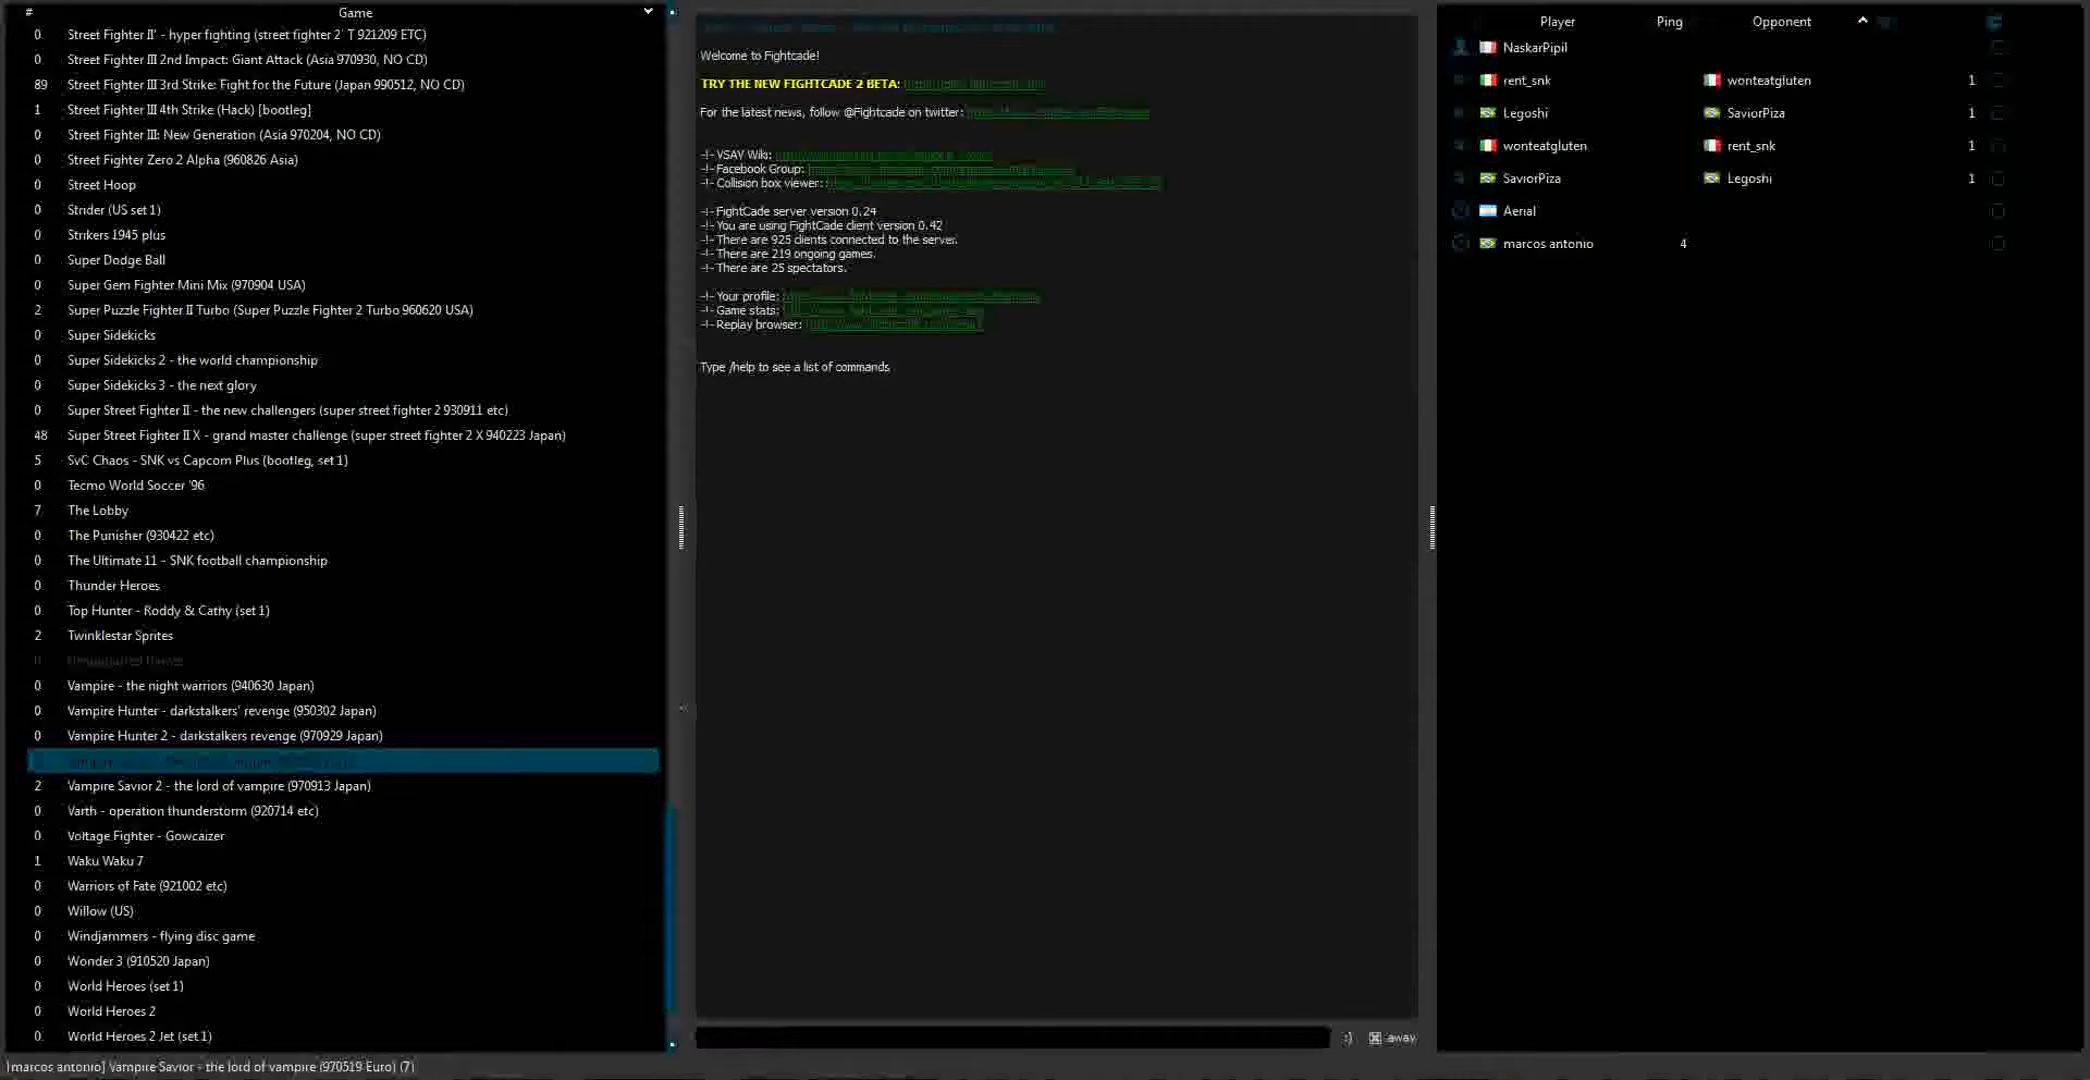 # Game
0 Street Fighter II' - hyper fighting (street fighter 2' T 921209 ETC)
0 Street Fighter III 2nd Impact: Giant Attack (Asia 970930, NO CD)
89 Street Fighter III 3rd Strike: Fight for the Future (Japan 990512, NO CD)
1 Street Fighter III 4th Strike (Hack) [bootleg]
0 Street Fighter III: New Generation (Asia 970204, NO CD)
0 Street Fighter Zero 2 Alpha (960826 Asia)
0 Street Hoop
0 Strider (US set 1)
0 Strikers 1945 plus
0 Super Dodge Ball
0 Super Gem Fighter Mini Mix (970904 USA)
2 Super Puzzle Fighter II Turbo (Super Puzzle Fighter 2 Turbo 960620 USA)
0 Super Sidekicks
0 Super Sidekicks 2 - the world championship
0 Super Sidekicks 3 - the next glory
0 Super Street Fighter II - the new challengers (super street fighter 2 930911 etc)
48 Super Street Fighter II X - grand master challenge (super street fighter 2 X 940223 Japan)
5 SvC Chaos - SNK vs Capcom Plus (bootleg, set 1)
0 Tecmo World Soccer '96
7 The Lobby
0 The Punisher (930422 etc)
0 The Ultimate 11 - SNK football championship
0 Thunder Heroes
0 Top Hunter - Roddy & Cathy (set 1)
2 Twinklestar Sprites
0 Vampire - the night warriors (940630 Japan)
0 Vampire Hunter - darkstalkers' revenge (950302 Japan)
0 Vampire Hunter 2 - darkstalkers revenge (970929 Japan)
2 Vampire Savior 2 - the lord of vampire (970913 Japan)
0 Varth - operation thunderstorm (920714 etc)
0 Voltage Fighter - Gowcaizer
1 Waku Waku 7
0 Warriors of Fate (921002 etc)
0 Willow (US)
0 Windjammers - flying disc game
0 Wonder 3 (910520 Japan)
0 World Heroes (set 1)
0 World Heroes 2
0 World Heroes 2 Jet (set 1)
Welcome to Fightcade!
TRY THE NEW FIGHTCADE 2 BETA:
For the latest news, follow @Fightcade on twitter:
-!- VSAV Wiki:
-!- Facebook Group:
-!- Collision box viewer::
-!- FightCade server version 0.24
-!- You are using FightCade client version 0.42
-!- There are 925 clients connected to the server.
-!- There are 219 ongoing games.
-!- There are 25 spectators.
-!- Your profile:
-!- Game stats:
-!- Replay browser:
Type /help to see a list of commands
:) away
Player Ping Opponent
NaskarPipil
rent_snk wonteatgluten 1
Legoshi SaviorPiza 1
wonteatgluten rent_snk 1
SaviorPiza Legoshi 1
Aerial
marcos antonio 4
[marcos antonio] Vampire Savior - the lord of vampire (970519 Euro) (7)